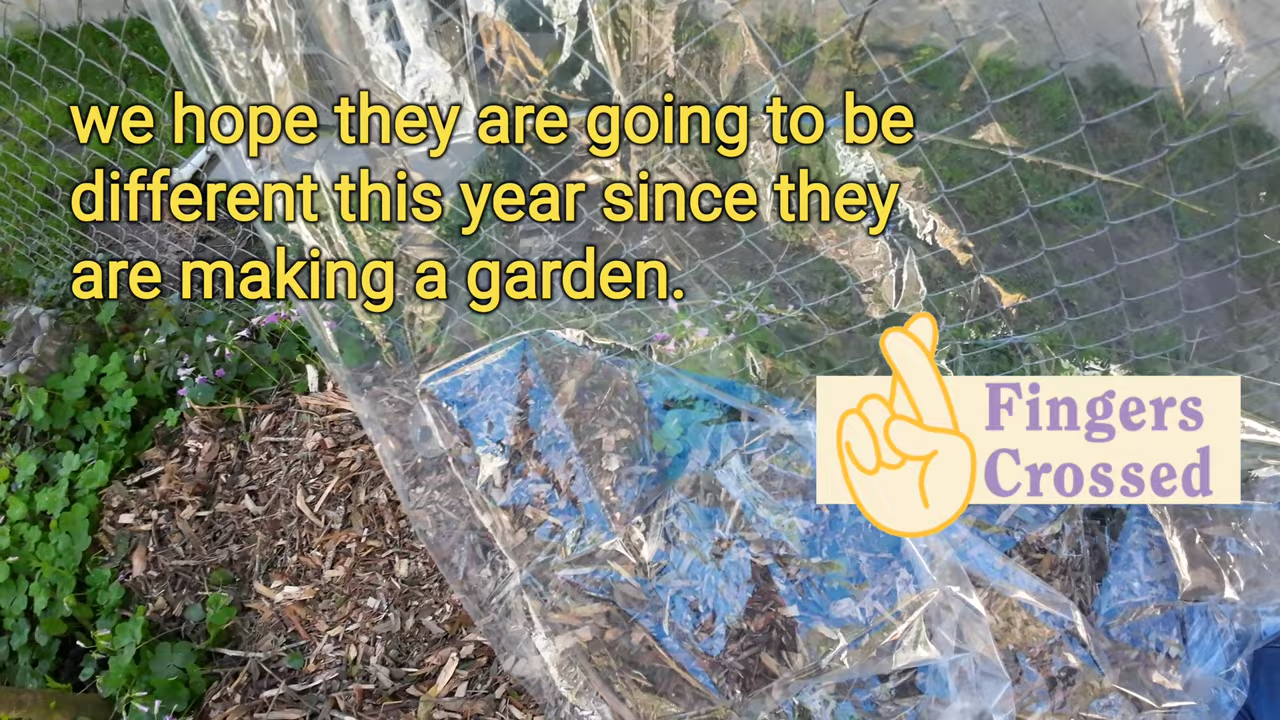 we hope they are going to be
different this year since they
are making a garden.
Fingers
Crossed